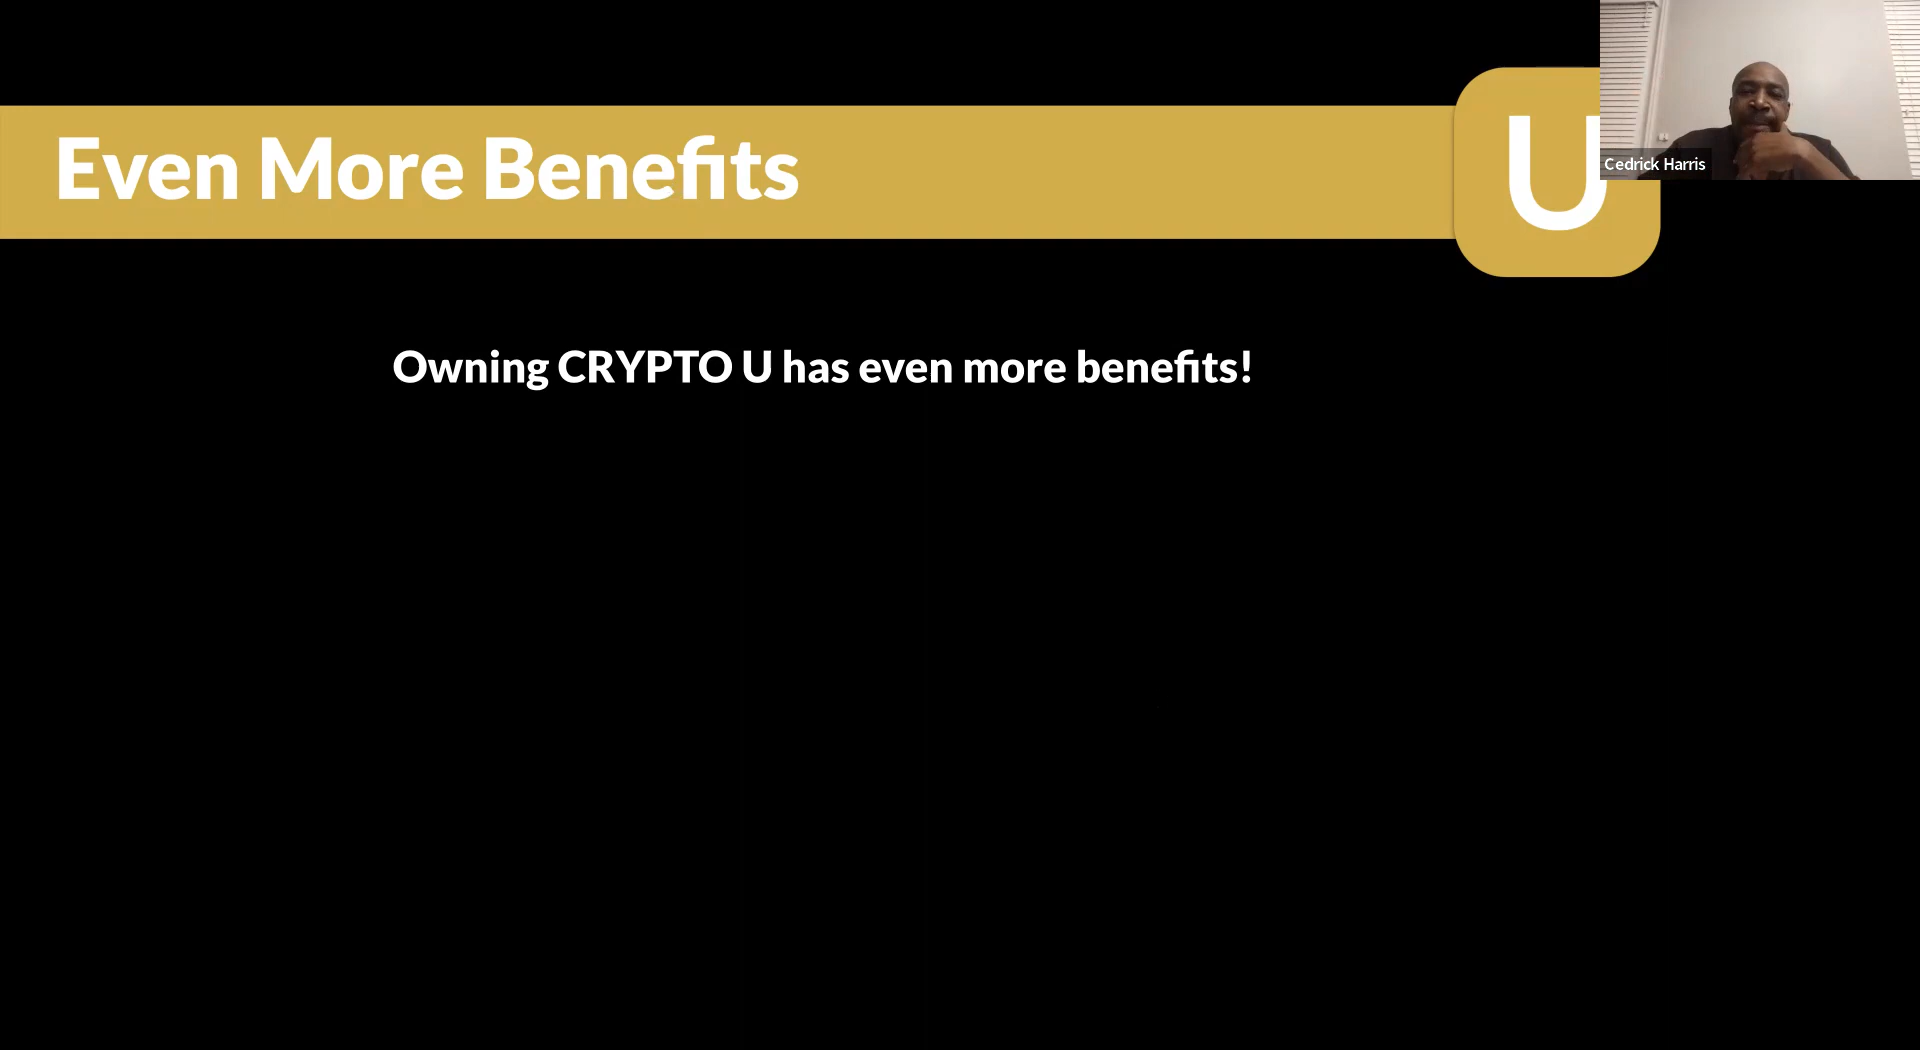 Even More Benefits
U
Cedrick Harris
Owning CRYPTO U has even more benefits!